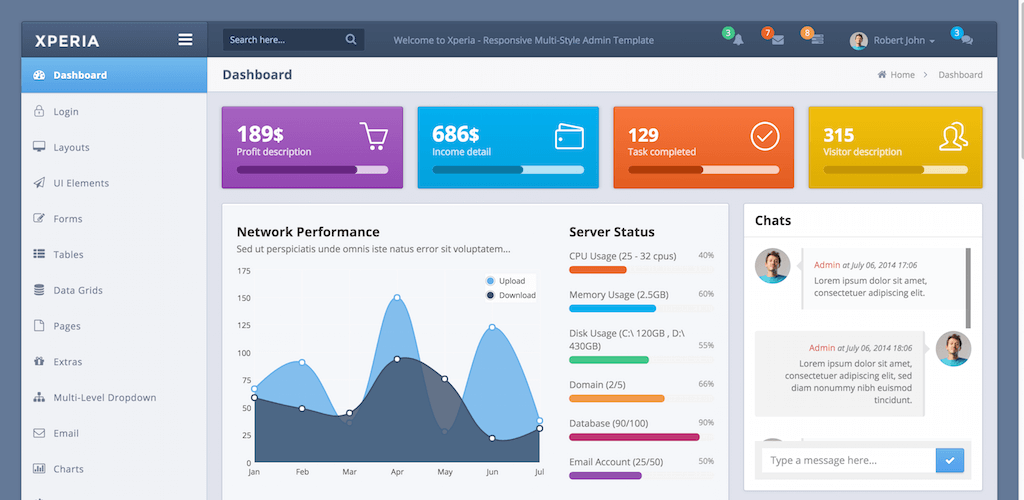 XPERIA
Search here...
Welcome to Xperia - Responsive Multi-Style Admin Template
3
7
8
Robert John
3
Dashboard
Login
Layouts
UI Elements
Forms
Tables
Data Grids
Pages
Extras
Multi-Level Dropdown
Email
Charts
Dashboard
Home
Dashboard
189$
Profit description
686$
Income detail
129
Task completed
315
Visitor description
Network Performance
Sed ut perspiciatis unde omnis iste natus error sit voluptatem...
175
150
125
100
75
50
25
0
Jan Feb Mar Apr May Jun Jul
Upload
Download
Server Status
CPU Usage (25 - 32 cpus) 40%
Memory Usage (2.5GB) 60%
Disk Usage (C:\ 120GB , D:\
430GB) 55%
Domain (2/5) 66%
Database (90/100) 90%
Email Account (25/50) 50%
Chats
Admin at July 06, 2014 17:06
Lorem ipsum dolor sit amet,
consectetuer adipiscing elit.
Admin at July 06, 2014 18:06
Lorem ipsum dolor sit amet,
consectetuer adipiscing elit, sed
diam nonummy nibh euismod
tincidunt.
Type a message here...